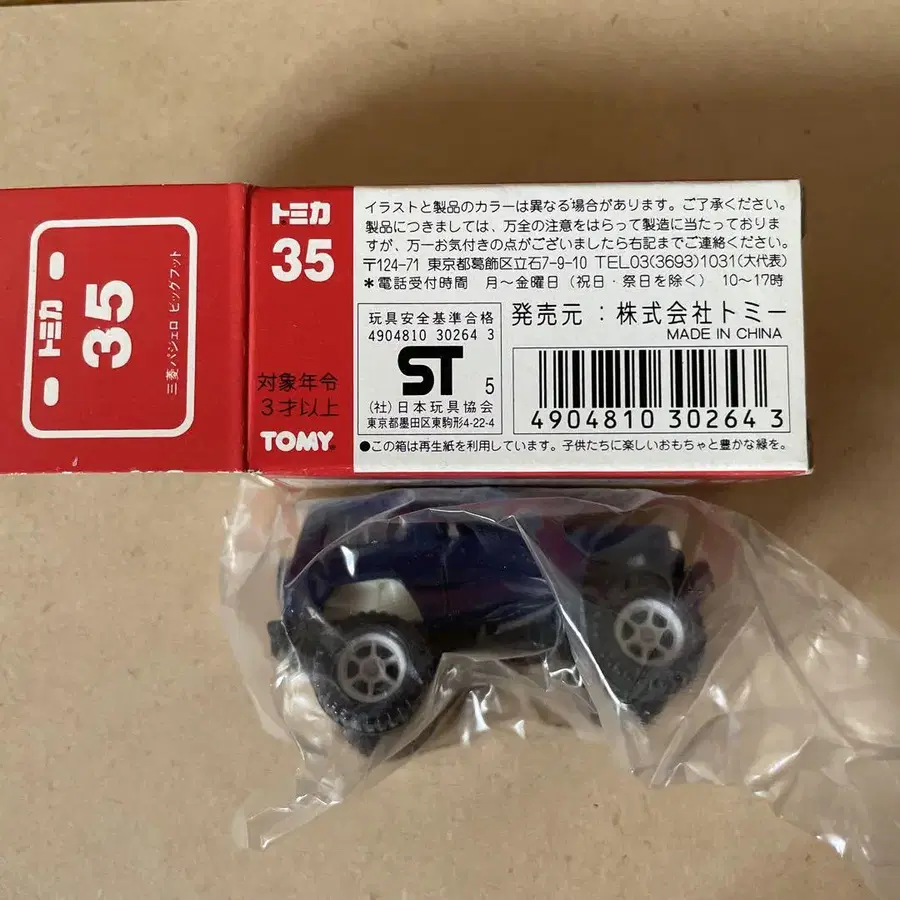 トミカ
35
三菱パジェロ ビッグフット
トミカ
35
対象年令
3才以上
TOMY
イラストと製品のカラーは異なる場合があります。ご了承ください。
製品につきましては、万全の注意をはらって製造に当たっておりま
すが、万一お気付きの点がございましたら右記までご連絡ください。
〒124-71 東京都葛飾区立石7-9-10 TEL03(3693)1031(大代表)
＊電話受付時間 月〜金曜日（祝日・祭日を除く） 10〜17時
玩具安全基準合格
4904810 30264 3
ST 5
(社)日本玩具協会
東京都墨田区東駒形4-22-4
発売元：株式会社トミー
MADE IN CHINA
4904810 302643
●この箱は再生紙を利用しています。子供たちに楽しいおもちゃと豊かな緑を。